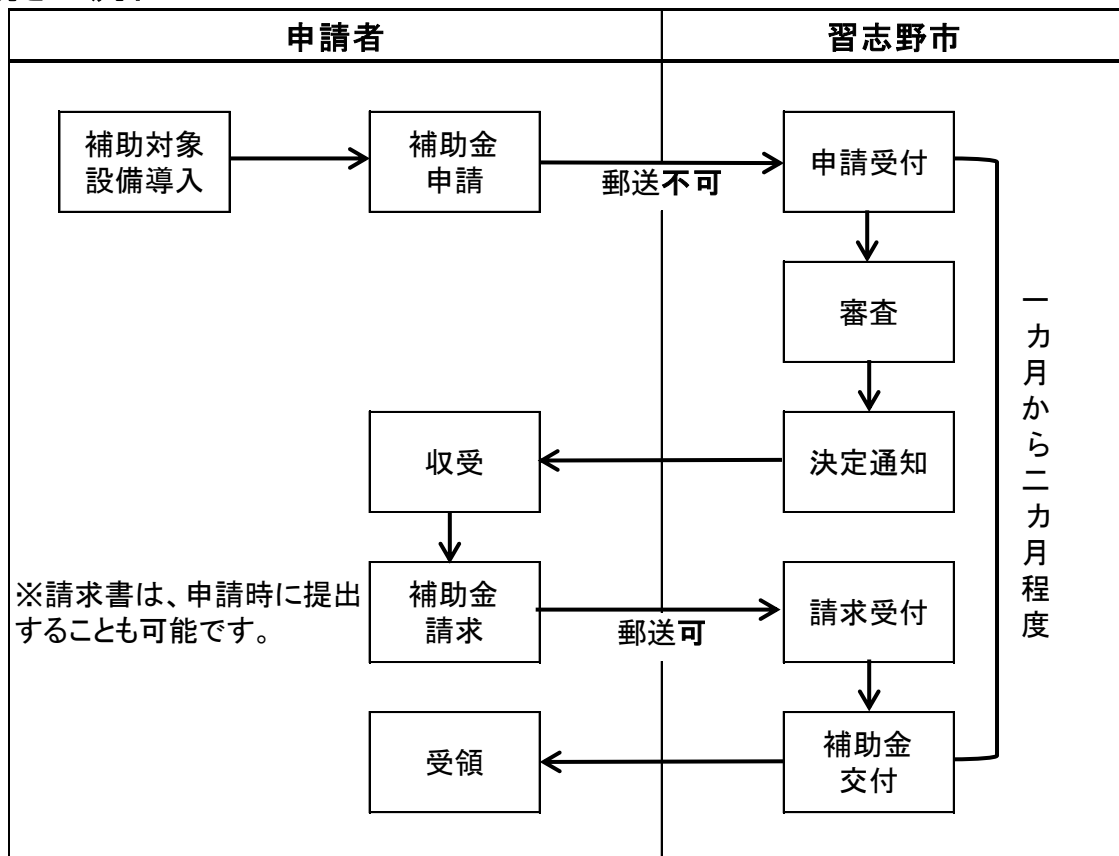 申請者
習志野市
補助対象
設備導入
補助金
申請
郵送不可
申請受付
審査
決定通知
収受
一カ月から二カ月程度
※請求書は、申請時に提出
することも可能です。
補助金
請求
郵送可
請求受付
補助金
交付
受領